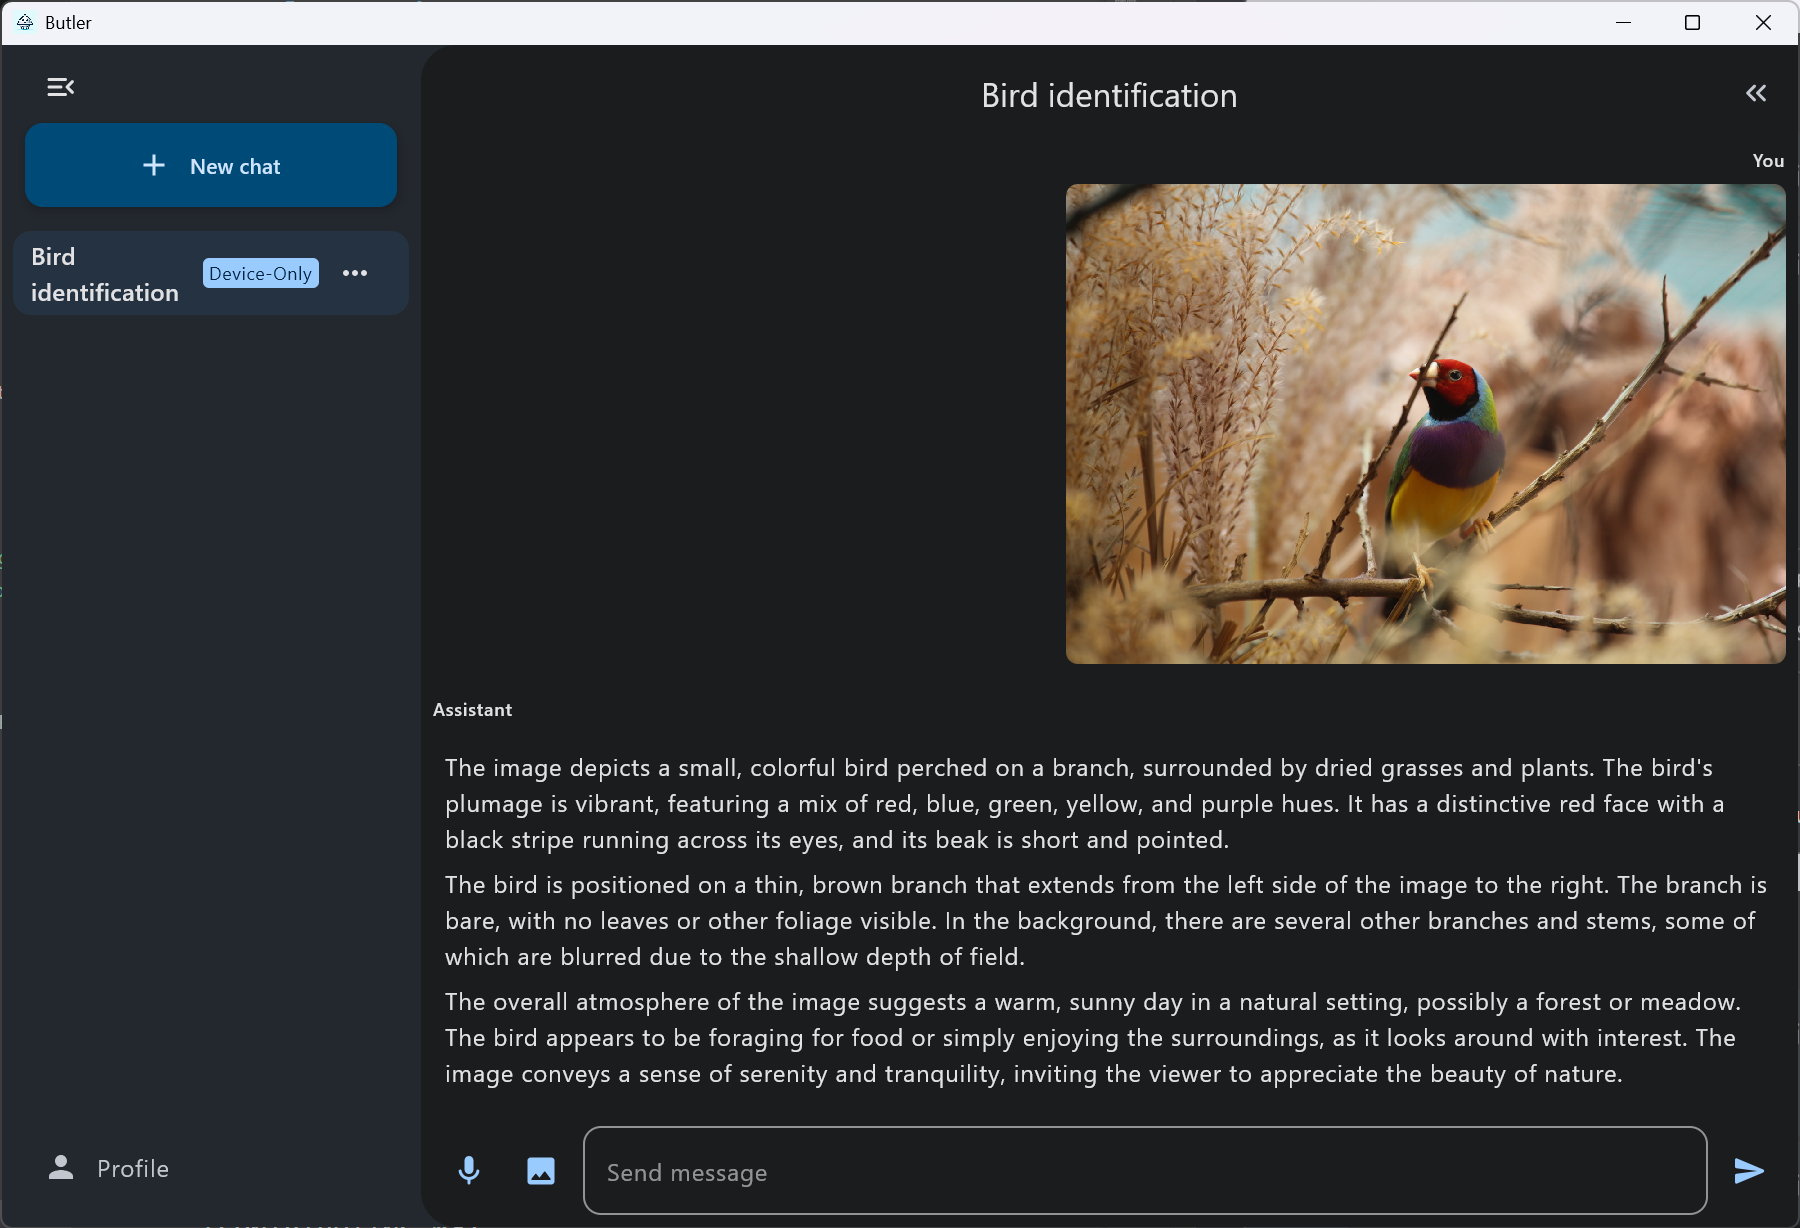 Butler
New chat
Bird
identification
Device-Only
Profile
Bird identification
You
Assistant
The image depicts a small, colorful bird perched on a branch, surrounded by dried grasses and plants. The bird's
plumage is vibrant, featuring a mix of red, blue, green, yellow, and purple hues. It has a distinctive red face with a
black stripe running across its eyes, and its beak is short and pointed.
The bird is positioned on a thin, brown branch that extends from the left side of the image to the right. The branch is
bare, with no leaves or other foliage visible. In the background, there are several other branches and stems, some of
which are blurred due to the shallow depth of field.
The overall atmosphere of the image suggests a warm, sunny day in a natural setting, possibly a forest or meadow.
The bird appears to be foraging for food or simply enjoying the surroundings, as it looks around with interest. The
image conveys a sense of serenity and tranquility, inviting the viewer to appreciate the beauty of nature.
Send message